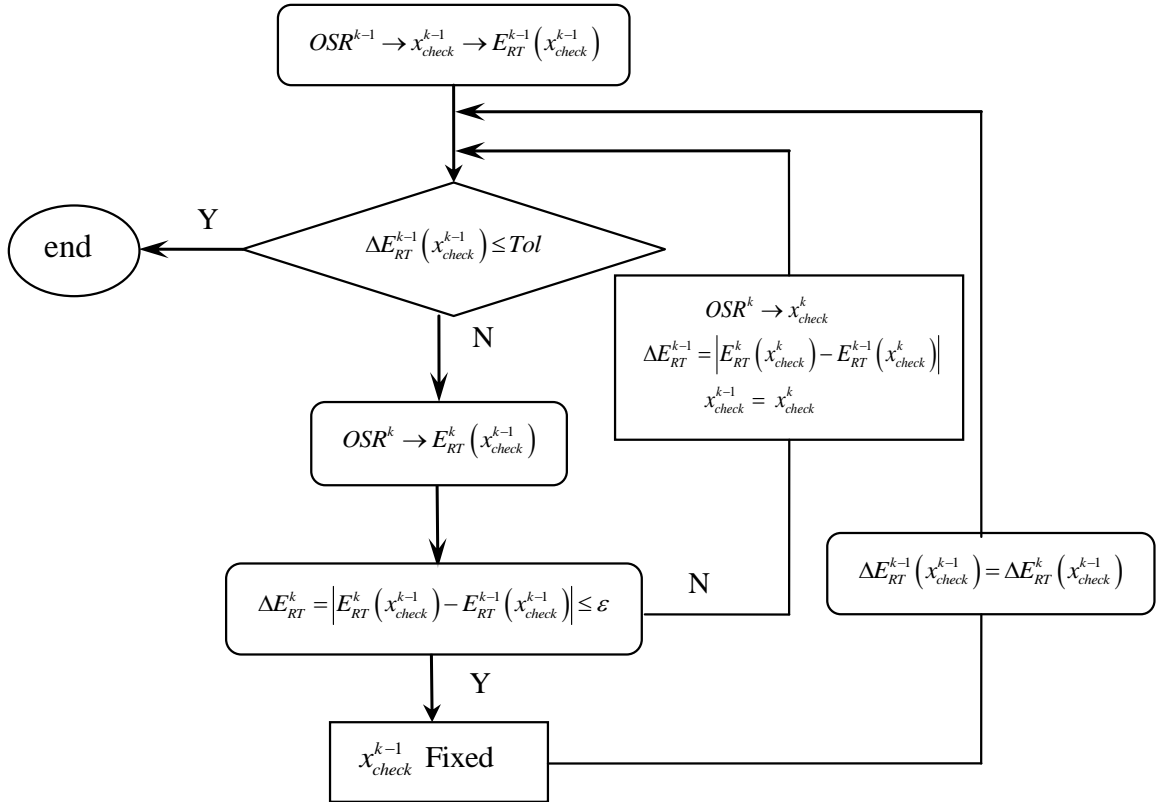 OSR^{k-1} → x_{check}^{k-1} → E_{RT}^{k-1}(x_{check}^{k-1})
Y
end
ΔE_{RT}^{k-1}(x_{check}^{k-1}) ≤ Tol
N
OSR^k → x_{check}^k
ΔE_{RT}^{k-1} = |E_{RT}^k(x_{check}^k) − E_{RT}^{k-1}(x_{check}^k)|
x_{check}^{k-1} = x_{check}^k
OSR^k → E_{RT}^k(x_{check}^{k-1})
ΔE_{RT}^k = |E_{RT}^k(x_{check}^{k-1}) − E_{RT}^{k-1}(x_{check}^{k-1})| ≤ ε
N
ΔE_{RT}^{k-1}(x_{check}^{k-1}) = ΔE_{RT}^k(x_{check}^{k-1})
Y
x_{check}^{k-1} Fixed